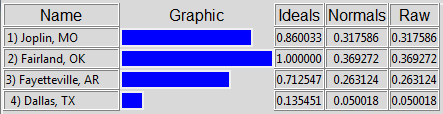 Name Graphic Ideals Normals Raw
1) Joplin, MO 0.860033 0.317586 0.317586
2) Fairland, OK 1.000000 0.369272 0.369272
3) Fayetteville, AR 0.712547 0.263124 0.263124
4) Dallas, TX 0.135451 0.050018 0.050018